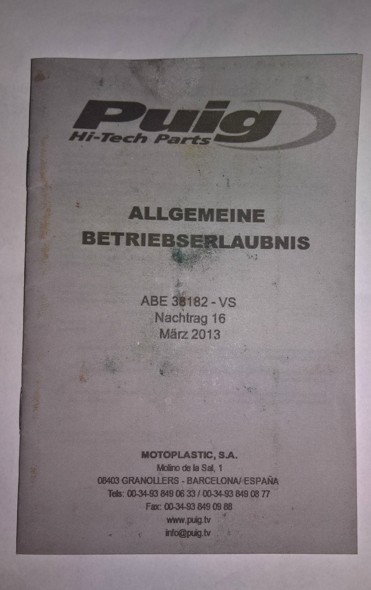 Puig
Hi-Tech Parts
ALLGEMEINE
BETRIEBSERLAUBNIS
ABE 38182 - VS
Nachtrag 16
März 2013
MOTOPLASTIC, S.A.
Molino de la Sal, 1
08403 GRANOLLERS - BARCELONA/ ESPAÑA
Tels: 00-34-93 849 06 33 / 00-34-93 849 08 77
Fax: 00-34-93 849 09 88
www.puig.tv
info@puig.tv